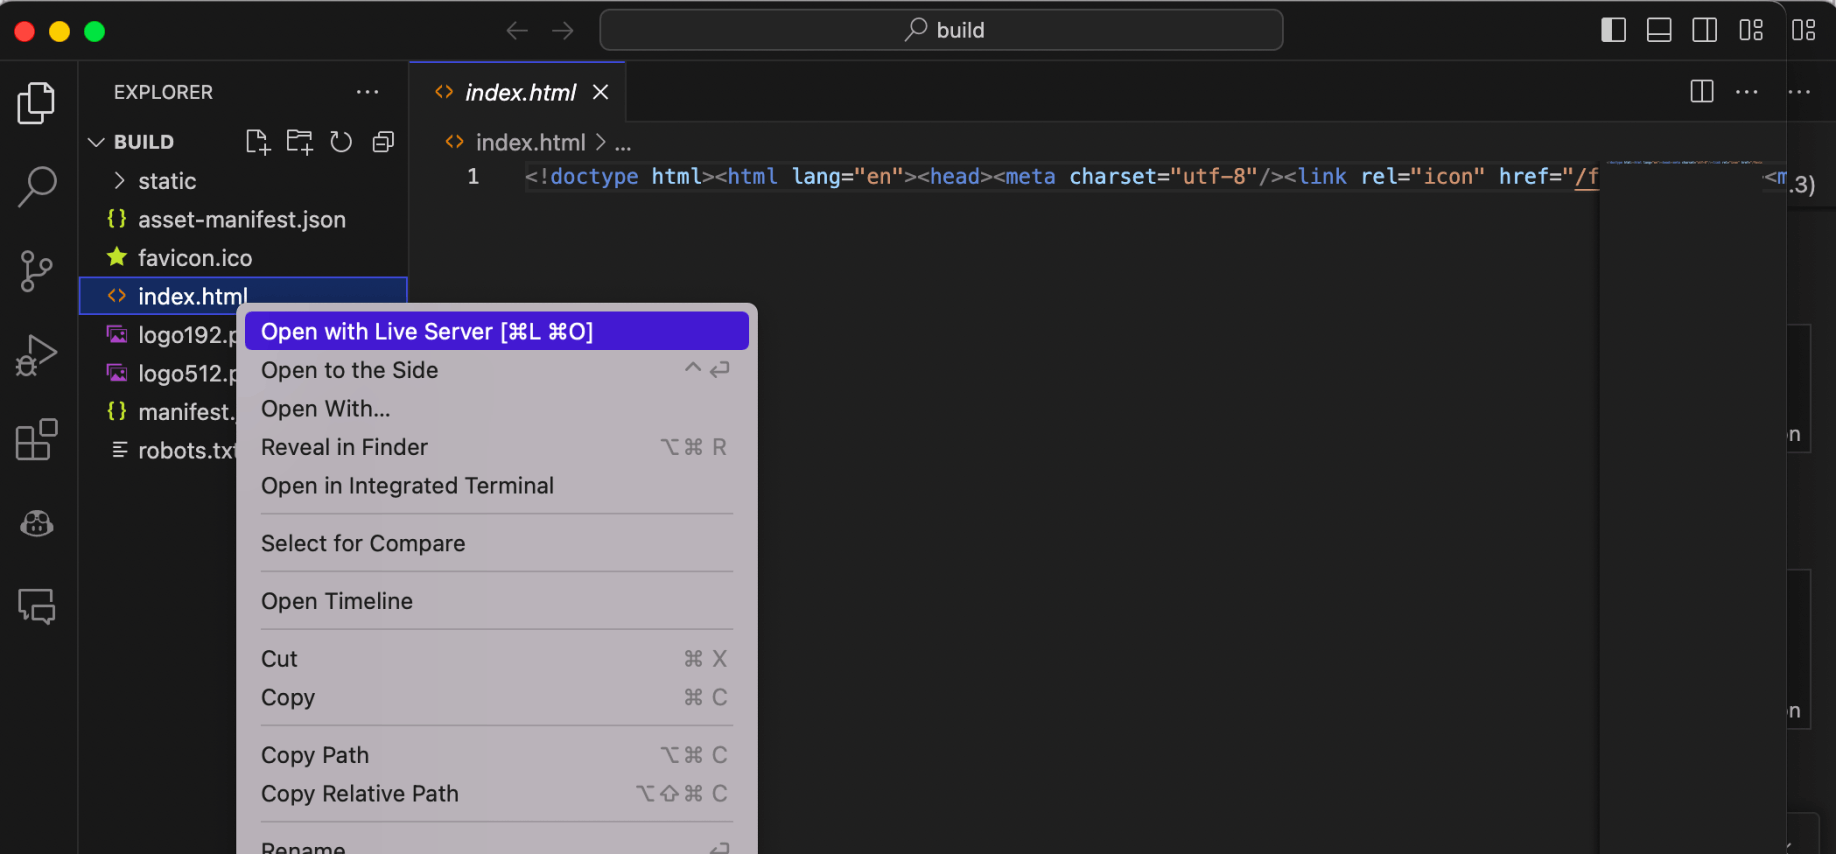 build
EXPLORER
index.html
BUILD
index.html > ...
static
1 <!doctype html><html lang="en"><head><meta charset="utf-8"/><link rel="icon" href="/f
<m
.3)
asset-manifest.json
favicon.ico
index.html
logo192.p
logo512.p
manifest.
robots.txt
Open with Live Server [⌘L ⌘O]
Open to the Side ⌃ ⏎
Open With...
Reveal in Finder ⌥⌘ R
Open in Integrated Terminal
Select for Compare
Open Timeline
Cut ⌘ X
Copy ⌘ C
Copy Path ⌥⌘ C
Copy Relative Path ⌥⇧⌘ C
Rename ⏎
n
on